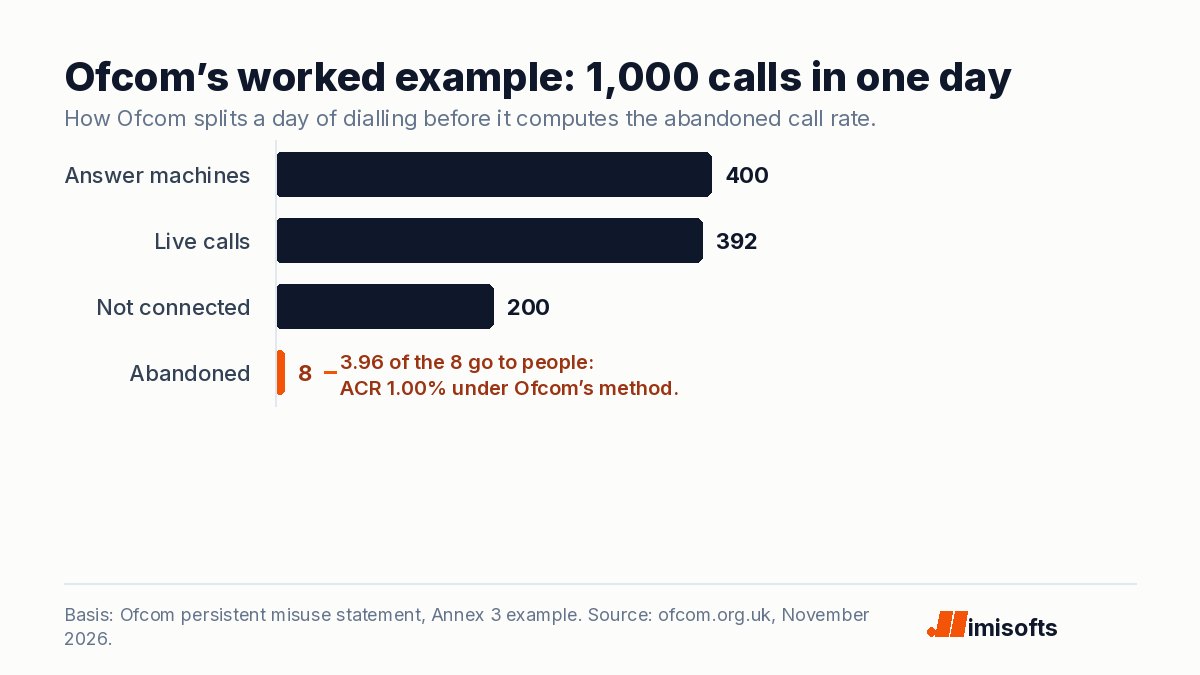 Ofcom’s worked example: 1,000 calls in one day
How Ofcom splits a day of dialling before it computes the abandoned call rate.
Answer machines 400
Live calls 392
Not connected 200
Abandoned 8
3.96 of the 8 go to people:
ACR 1.00% under Ofcom’s method.
Basis: Ofcom persistent misuse statement, Annex 3 example. Source: ofcom.org.uk, November
2026.
imisofts